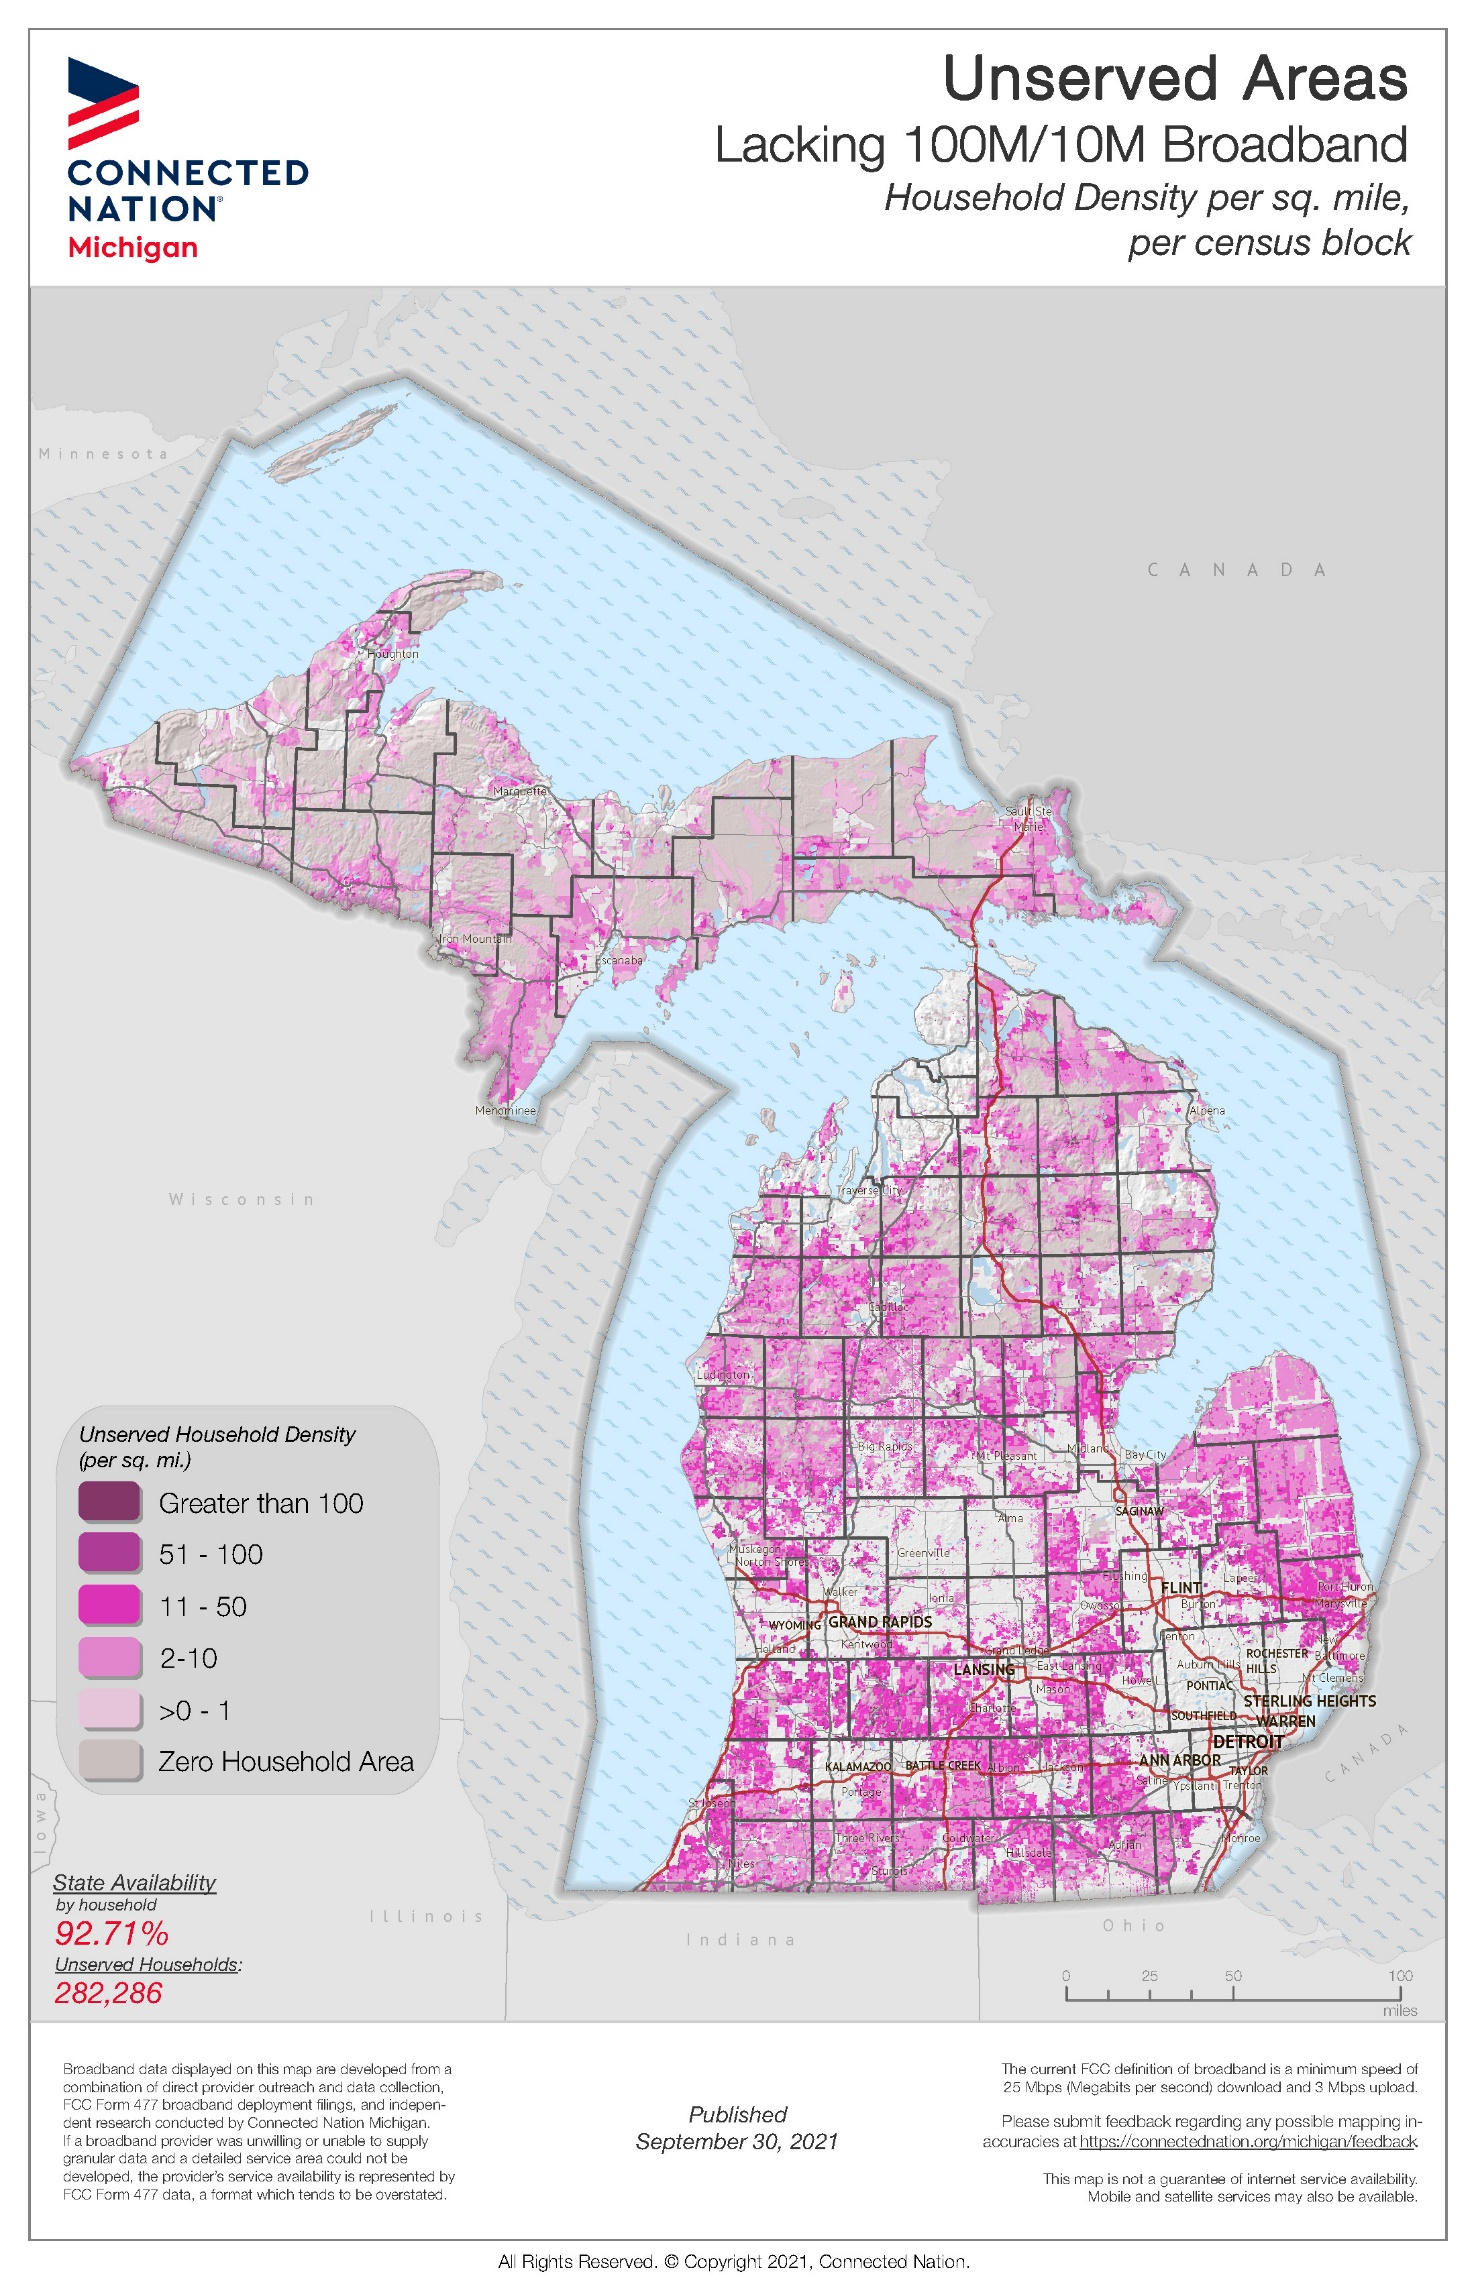 CONNECTED
NATION®
Michigan
Unserved Areas
Lacking 100M/10M Broadband
Household Density per sq. mile,
per census block
Minnesota
CANADA
Houghton
Marquette
Sault Ste
Marie
Iron Mountain
Escanaba
Menominee
Alpena
Wisconsin
Traverse City
Cadillac
Ludington
Big Rapids
Mt Pleasant
Midland
Bay City
SAGINAW
Alma
Muskegon
Norton Shores
Greenville
Walker
Ionia
Flushing
FLINT
Lapeer
Port Huron
Burton
Marysville
Owosso
WYOMING
GRAND RAPIDS
Kentwood
Holland
Fenton
New
Baltimore
Grand Ledge
LANSING
East Lansing
Mason
Howell
Auburn Hills
ROCHESTER
HILLS
Mt Clemens
PONTIAC
STERLING HEIGHTS
Charlotte
SOUTHFIELD
WARREN
DETROIT
KALAMAZOO
BATTLE CREEK
Albion
Jackson
ANN ARBOR
TAYLOR
Portage
Saline
Ypsilanti
Trenton
St Joseph
Three Rivers
Coldwater
Hillsdale
Adrian
Monroe
Niles
Sturgis
CANADA
Iowa
Illinois
Indiana
Ohio
Unserved Household Density
(per sq. mi.)
Greater than 100
51 - 100
11 - 50
2-10
>0 - 1
Zero Household Area
State Availability
by household
92.71%
Unserved Households:
282,286
0 25 50 100
miles
Broadband data displayed on this map are developed from a
combination of direct provider outreach and data collection,
FCC Form 477 broadband deployment filings, and indepen-
dent research conducted by Connected Nation Michigan.
If a broadband provider was unwilling or unable to supply
granular data and a detailed service area could not be
developed, the provider's service availability is represented by
FCC Form 477 data, a format which tends to be overstated.
Published
September 30, 2021
The current FCC definition of broadband is a minimum speed of
25 Mbps (Megabits per second) download and 3 Mbps upload.
Please submit feedback regarding any possible mapping in-
accuracies at https://connectednation.org/michigan/feedback.
This map is not a guarantee of internet service availability.
Mobile and satellite services may also be available.
All Rights Reserved. © Copyright 2021, Connected Nation.